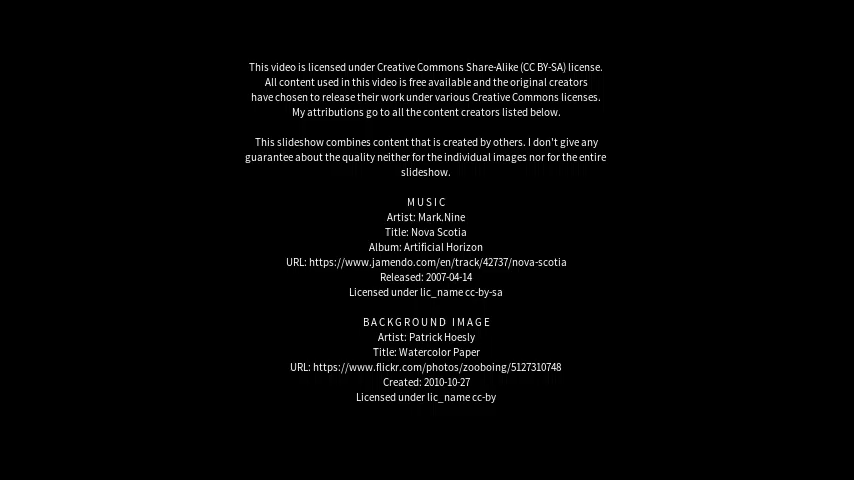 This video is licensed under Creative Commons Share-Alike (CC BY-SA) license.
All content used in this video is free available and the original creators
have chosen to release their work under various Creative Commons licenses.
My attributions go to all the content creators listed below.
This slideshow combines content that is created by others. I don't give any
guarantee about the quality neither for the individual images nor for the entire
slideshow.
M U S I C
Artist: Mark.Nine
Title: Nova Scotia
Album: Artificial Horizon
URL: https://www.jamendo.com/en/track/42737/nova-scotia
Released: 2007-04-14
Licensed under lic_name cc-by-sa
B A C K G R O U N D   I M A G E
Artist: Patrick Hoesly
Title: Watercolor Paper
URL: https://www.flickr.com/photos/zooboing/5127310748
Created: 2010-10-27
Licensed under lic_name cc-by